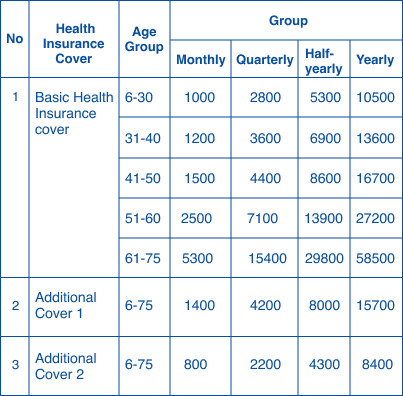 No Health Insurance Cover Age Group Group
Monthly Quarterly Half-yearly Yearly
1 Basic Health Insurance cover 6-30 1000 2800 5300 10500
31-40 1200 3600 6900 13600
41-50 1500 4400 8600 16700
51-60 2500 7100 13900 27200
61-75 5300 15400 29800 58500
2 Additional Cover 1 6-75 1400 4200 8000 15700
3 Additional Cover 2 6-75 800 2200 4300 8400